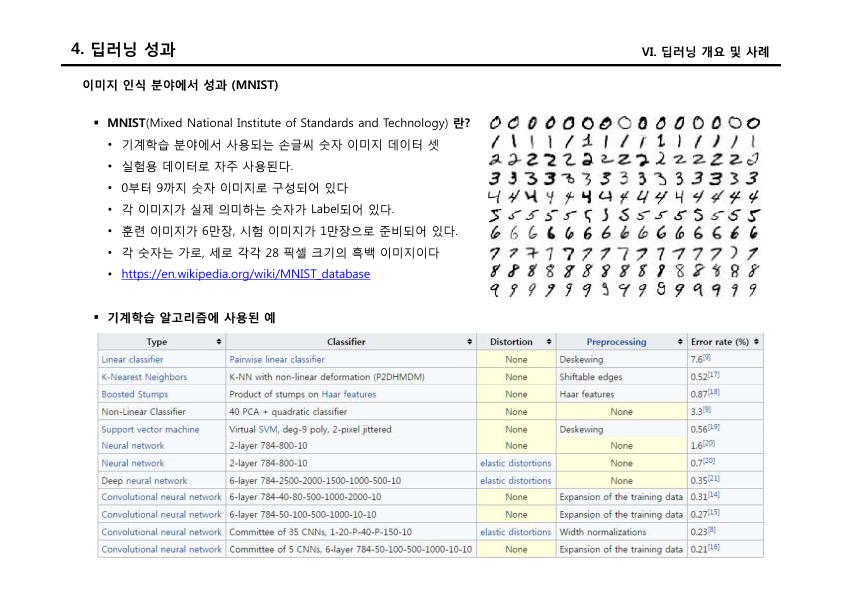 4. 딥러닝 성과
VI. 딥러닝 개요 및 사례
이미지 인식 분야에서 성과 (MNIST)
▪ MNIST(Mixed National Institute of Standards and Technology) 란?
• 기계학습 분야에서 사용되는 손글씨 숫자 이미지 데이터 셋
• 실험용 데이터로 자주 사용된다.
• 0부터 9까지 숫자 이미지로 구성되어 있다
• 각 이미지가 실제 의미하는 숫자가 Label되어 있다.
• 훈련 이미지가 6만장, 시험 이미지가 1만장으로 준비되어 있다.
• 각 숫자는 가로, 세로 각각 28 픽셀 크기의 흑백 이미지이다
• https://en.wikipedia.org/wiki/MNIST_database
0 0 0 0 0 0 0 0 0 0 0 0 0 0 0
1 1 1 1 1 1 1 1 1 1 1 1 1 1 1
2 2 2 2 2 2 2 2 2 2 2 2 2 2 2
3 3 3 3 3 3 3 3 3 3 3 3 3 3 3
4 4 4 4 4 4 4 4 4 4 4 4 4 4 4
5 5 5 5 5 5 5 5 5 5 5 5 5 5 5
6 6 6 6 6 6 6 6 6 6 6 6 6 6 6
7 7 7 7 7 7 7 7 7 7 7 7 7 7 7
8 8 8 8 8 8 8 8 8 8 8 8 8 8 8
9 9 9 9 9 9 9 9 9 9 9 9 9 9 9
▪ 기계학습 알고리즘에 사용된 예
Type Classifier Distortion Preprocessing Error rate (%)
Linear classifier Pairwise linear classifier None Deskewing 7.6[9]
K-Nearest Neighbors K-NN with non-linear deformation (P2DHMDM) None Shiftable edges 0.52[17]
Boosted Stumps Product of stumps on Haar features None Haar features 0.87[18]
Non-Linear Classifier 40 PCA + quadratic classifier None None 3.3[9]
Support vector machine Virtual SVM, deg-9 poly, 2-pixel jittered None Deskewing 0.56[19]
Neural network 2-layer 784-800-10 None None 1.6[20]
Neural network 2-layer 784-800-10 elastic distortions None 0.7[20]
Deep neural network 6-layer 784-2500-2000-1500-1000-500-10 elastic distortions None 0.35[21]
Convolutional neural network 6-layer 784-40-80-500-1000-2000-10 None Expansion of the training data 0.31[14]
Convolutional neural network 6-layer 784-50-100-500-1000-10-10 None Expansion of the training data 0.27[15]
Convolutional neural network Committee of 35 CNNs, 1-20-P-40-P-150-10 elastic distortions Width normalizations 0.23[8]
Convolutional neural network Committee of 5 CNNs, 6-layer 784-50-100-500-1000-10-10 None Expansion of the training data 0.21[16]